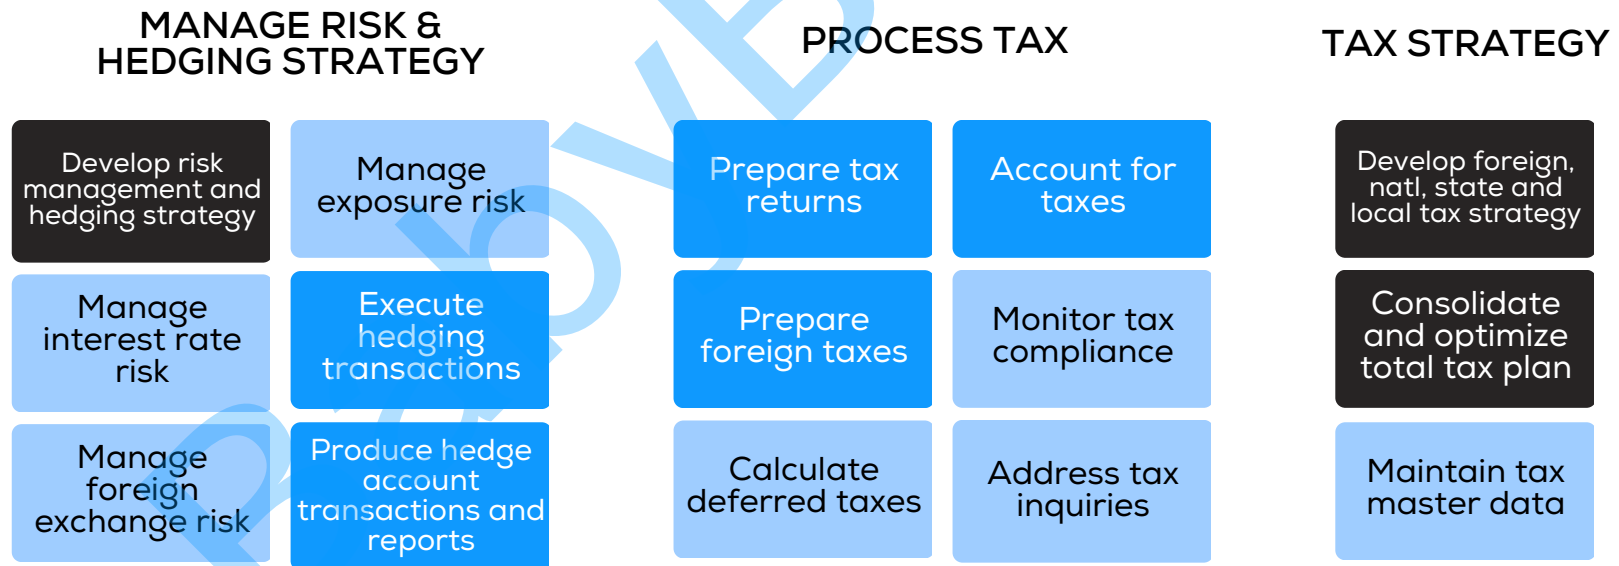 MANAGE RISK &
HEDGING STRATEGY
Develop risk
management and
hedging strategy
Manage
exposure risk
Manage
interest rate
risk
Execute
hedging
transactions
Manage
foreign
exchange risk
Produce hedge
account
transactions and
reports
PROCESS TAX
Prepare tax
returns
Account for
taxes
Prepare
foreign taxes
Monitor tax
compliance
Calculate
deferred taxes
Address tax
inquiries
TAX STRATEGY
Develop foreign,
natl, state and
local tax strategy
Consolidate
and optimize
total tax plan
Maintain tax
master data